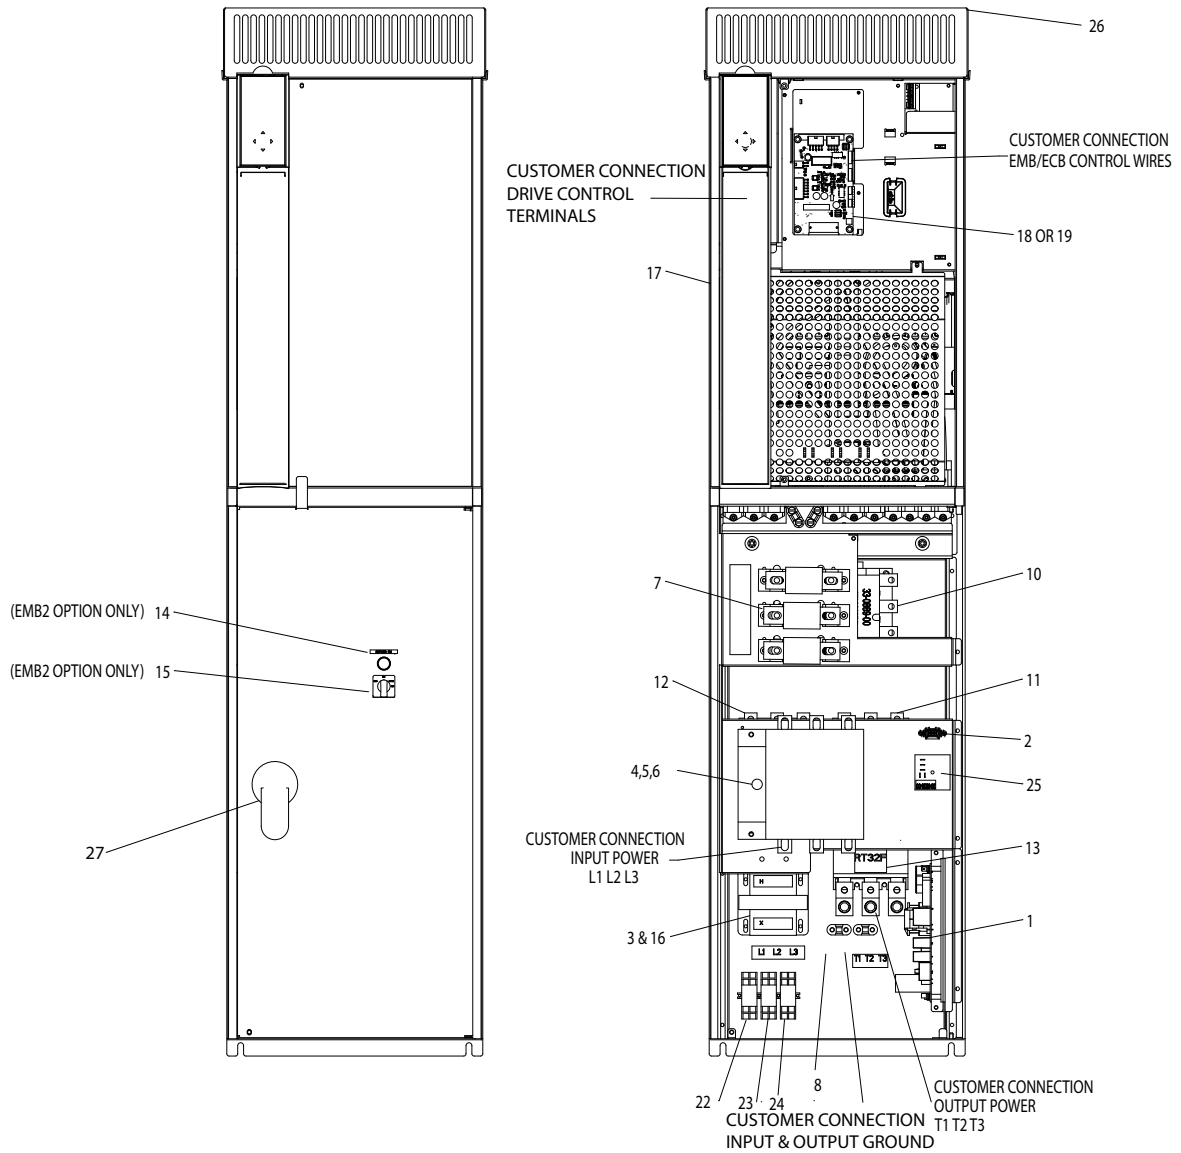 26
CUSTOMER CONNECTION
EMB/ECB CONTROL WIRES
CUSTOMER CONNECTION
DRIVE CONTROL
TERMINALS
18 OR 19
17
33-0669-00
7
10
(EMB2 OPTION ONLY) 14
(EMB2 OPTION ONLY) 15
12
11
2
4,5,6
25
27
CUSTOMER CONNECTION
INPUT POWER
L1 L2 L3
RT32F
13
H
X
3 & 16
1
L1 L2 L3
T1 T2 T3
8
22
23
24
CUSTOMER CONNECTION
OUTPUT POWER
T1 T2 T3
CUSTOMER CONNECTION
INPUT & OUTPUT GROUND